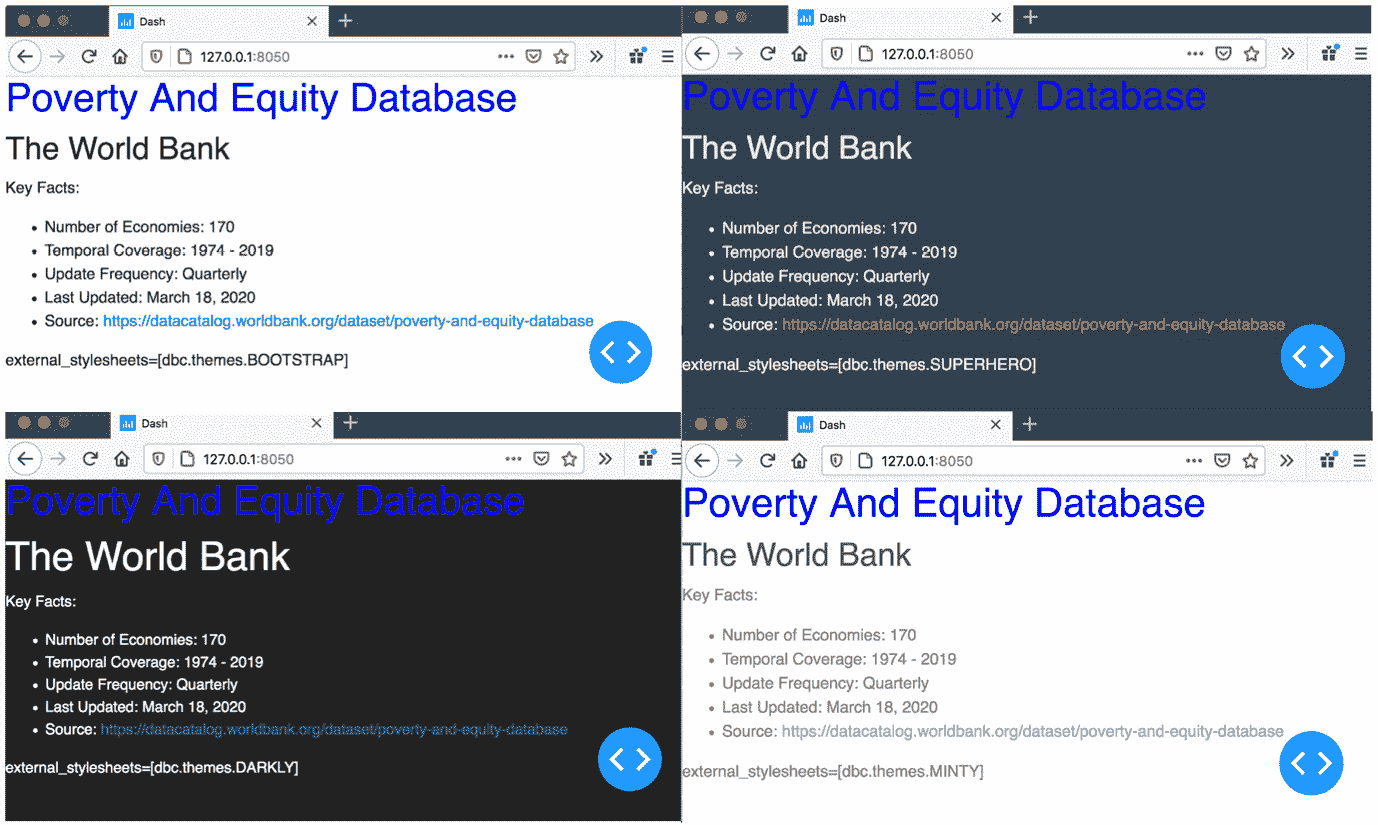 Dash
127.0.0.1:8050
Poverty And Equity Database
The World Bank
Key Facts:
Number of Economies: 170
Temporal Coverage: 1974 - 2019
Update Frequency: Quarterly
Last Updated: March 18, 2020
Source: https://datacatalog.worldbank.org/dataset/poverty-and-equity-database
external_stylesheets=[dbc.themes.BOOTSTRAP]
Dash
127.0.0.1:8050
Poverty And Equity Database
The World Bank
Key Facts:
Number of Economies: 170
Temporal Coverage: 1974 - 2019
Update Frequency: Quarterly
Last Updated: March 18, 2020
Source: https://datacatalog.worldbank.org/dataset/poverty-and-equity-database
external_stylesheets=[dbc.themes.SUPERHERO]
Dash
127.0.0.1:8050
Poverty And Equity Database
The World Bank
Key Facts:
Number of Economies: 170
Temporal Coverage: 1974 - 2019
Update Frequency: Quarterly
Last Updated: March 18, 2020
Source: https://datacatalog.worldbank.org/dataset/poverty-and-equity-database
external_stylesheets=[dbc.themes.DARKLY]
Dash
127.0.0.1:8050
Poverty And Equity Database
The World Bank
Key Facts:
Number of Economies: 170
Temporal Coverage: 1974 - 2019
Update Frequency: Quarterly
Last Updated: March 18, 2020
Source: https://datacatalog.worldbank.org/dataset/poverty-and-equity-database
external_stylesheets=[dbc.themes.MINTY]